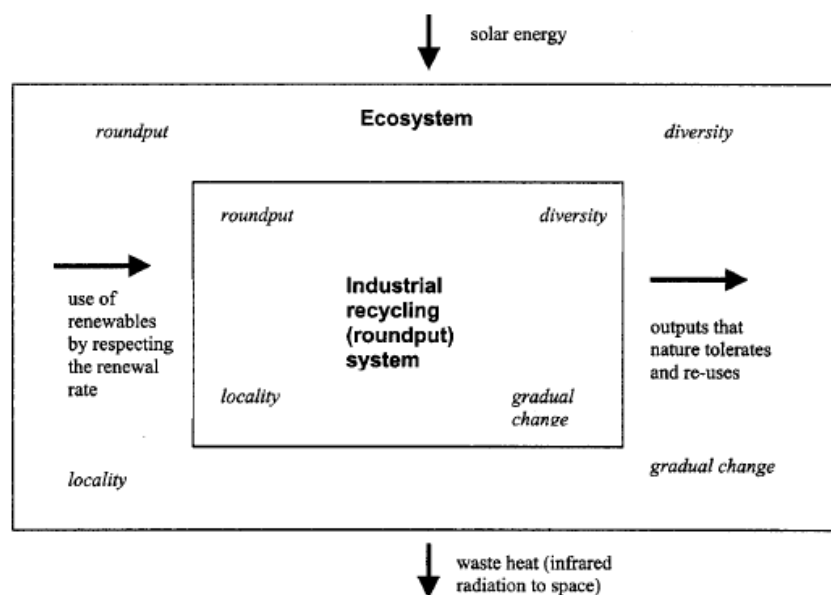 solar energy
Ecosystem
roundput
diversity
roundput
diversity
Industrial
recycling
(roundput)
system
use of
renewables
by respecting
the renewal
rate
outputs that
nature tolerates
and re-uses
locality
gradual
change
locality
gradual change
waste heat (infrared
radiation to space)